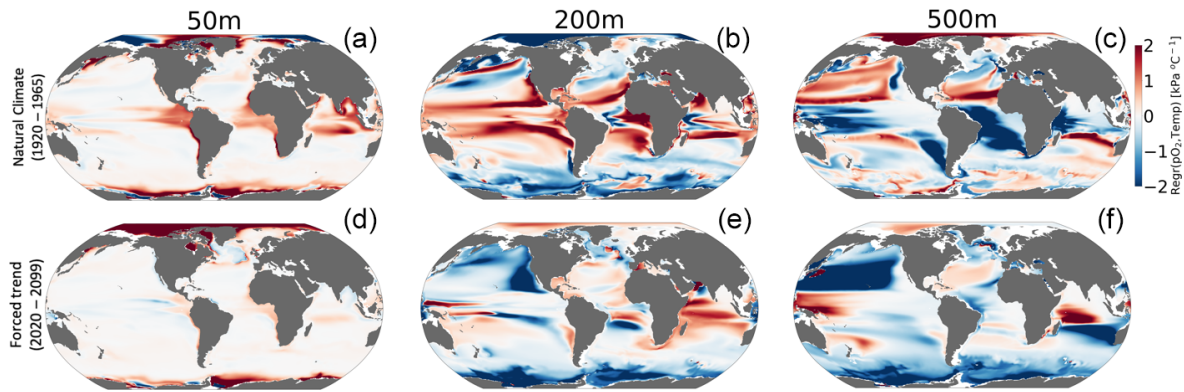 50m
200m
500m
(a)
(b)
(c)
Natural Climate
(1920 – 1965)
2
1
0
−1
−2
Regr(pO2,Temp) [kPa °C−1]
(d)
(e)
(f)
Forced trend
(2020 – 2099)